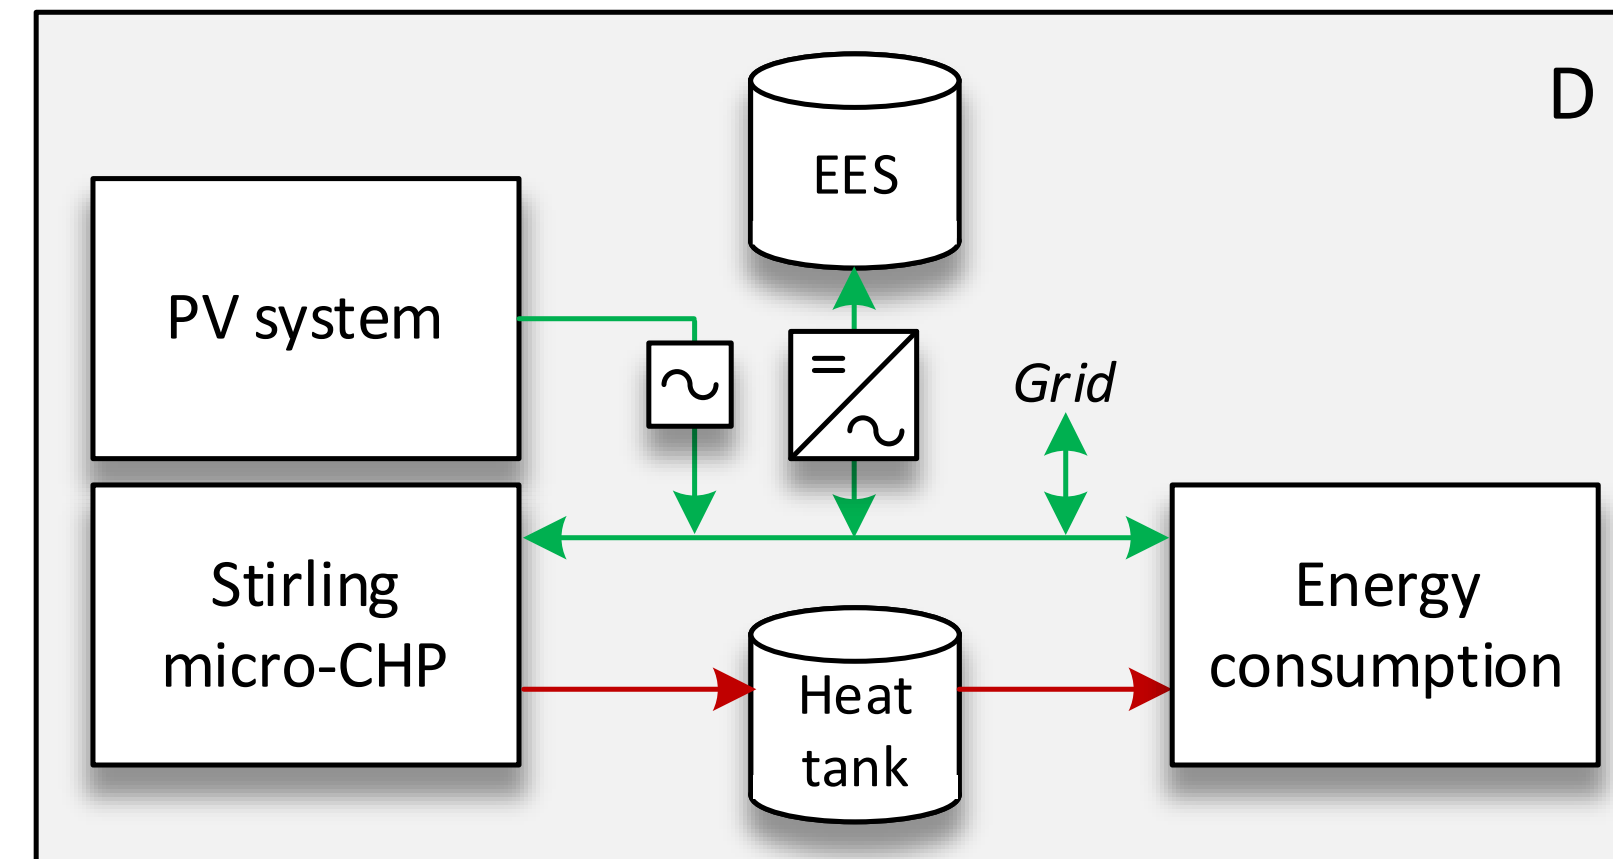 D
EES
PV system
Grid
Stirling
micro-CHP
Energy
consumption
Heat
tank